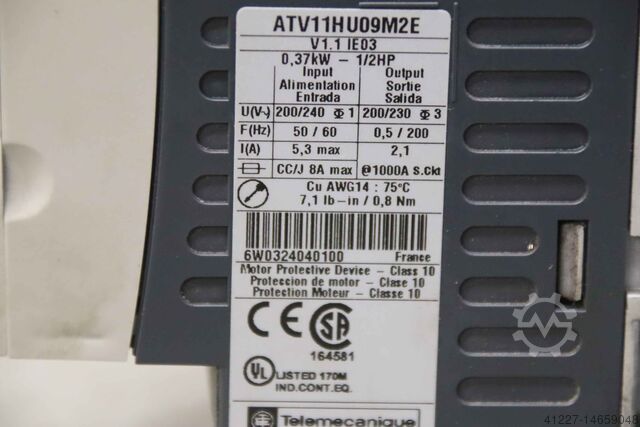 ATV11HU09M2E
V1.1 IE03
0,37kW - 1/2HP
Input Output
Alimentation Sortie
Entrada Salida
U(V~) 200/240 Φ 1 200/230 Φ 3
F(Hz) 50 / 60 0,5 / 200
I(A) 5,3 max 2,1
CC/J 8A max @1000A S.Ckt
Cu AWG14 : 75°C
7,1 lb-in / 0,8 Nm
6W0324040100 France
Motor Protective Device - Class 10
Proteccion de motor - Clase 10
Protection Moteur - Classe 10
CE SA
164581
UL LISTED 170M
IND.CONT.EQ.
Telemecanique
41227-14659048